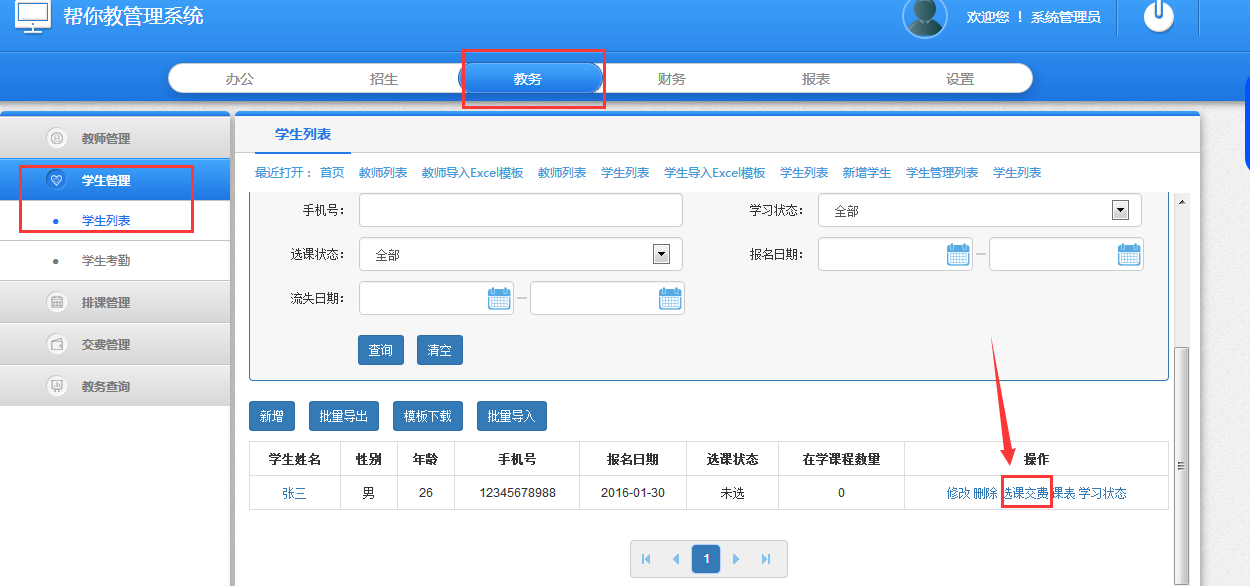 帮你教管理系统
欢迎您 ！ 系统管理员
办公 招生 教务 财务 报表 设置
教师管理
学生管理
学生列表
学生考勤
排课管理
交费管理
教务查询
学生列表
最近打开： 首页 教师列表 教师导入Excel模板 教师列表 学生列表 学生导入Excel模板 学生列表 新增学生 学生管理列表 学生列表
手机号： 学习状态： 全部
选课状态： 全部 报名日期： –
流失日期： –
查询 清空
新增 批量导出 模板下载 批量导入
学生姓名 性别 年龄 手机号 报名日期 选课状态 在学课程数量 操作
张三 男 26 12345678988 2016-01-30 未选 0 修改 删除 选课交费 课表 学习状态
1